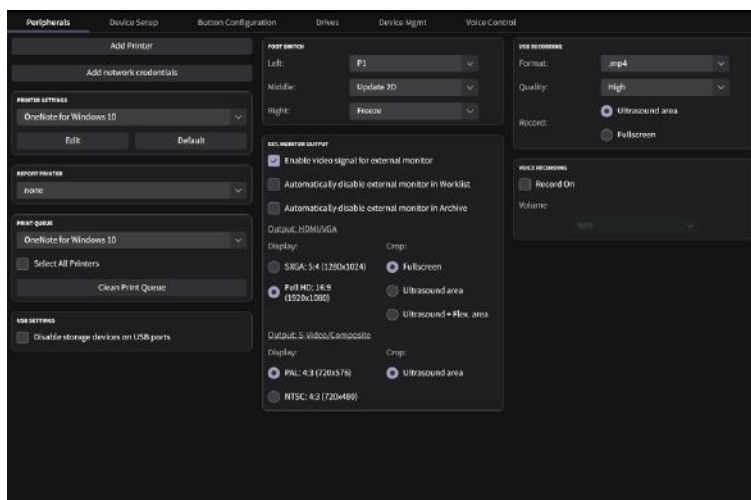 Peripherals Device Setup Button Configuration Drives Device Mgmt Voice Control
Add Printer
Add network credentials
PRINTER SETTINGS
OneNote for Windows 10
Edit Default
REPORT PRINTER
none
PRINT QUEUE
OneNote for Windows 10
Select All Printers
Clean Print Queue
USB SETTINGS
Disable storage devices on USB ports
FOOT SWITCH
Left: P1
Middle: Update 2D
Right: Freeze
EXT. MONITOR OUTPUT
Enable video signal for external monitor
Automatically disable external monitor in Worklist
Automatically disable external monitor in Archive
Output: HDMI/VGA
Display: Crop:
SXGA: 5:4 (1280x1024) Fullscreen
Full HD: 16:9
(1920x1080)
Ultrasound area
Ultrasound + Flex. area
Output: S-Video/Composite
Display: Crop:
PAL: 4:3 (720x576) Ultrasound area
NTSC: 4:3 (720x480)
USB RECORDING
Format: .mp4
Quality: High
Record:
Ultrasound area
Fullscreen
VOICE RECORDING
Record On
Volume